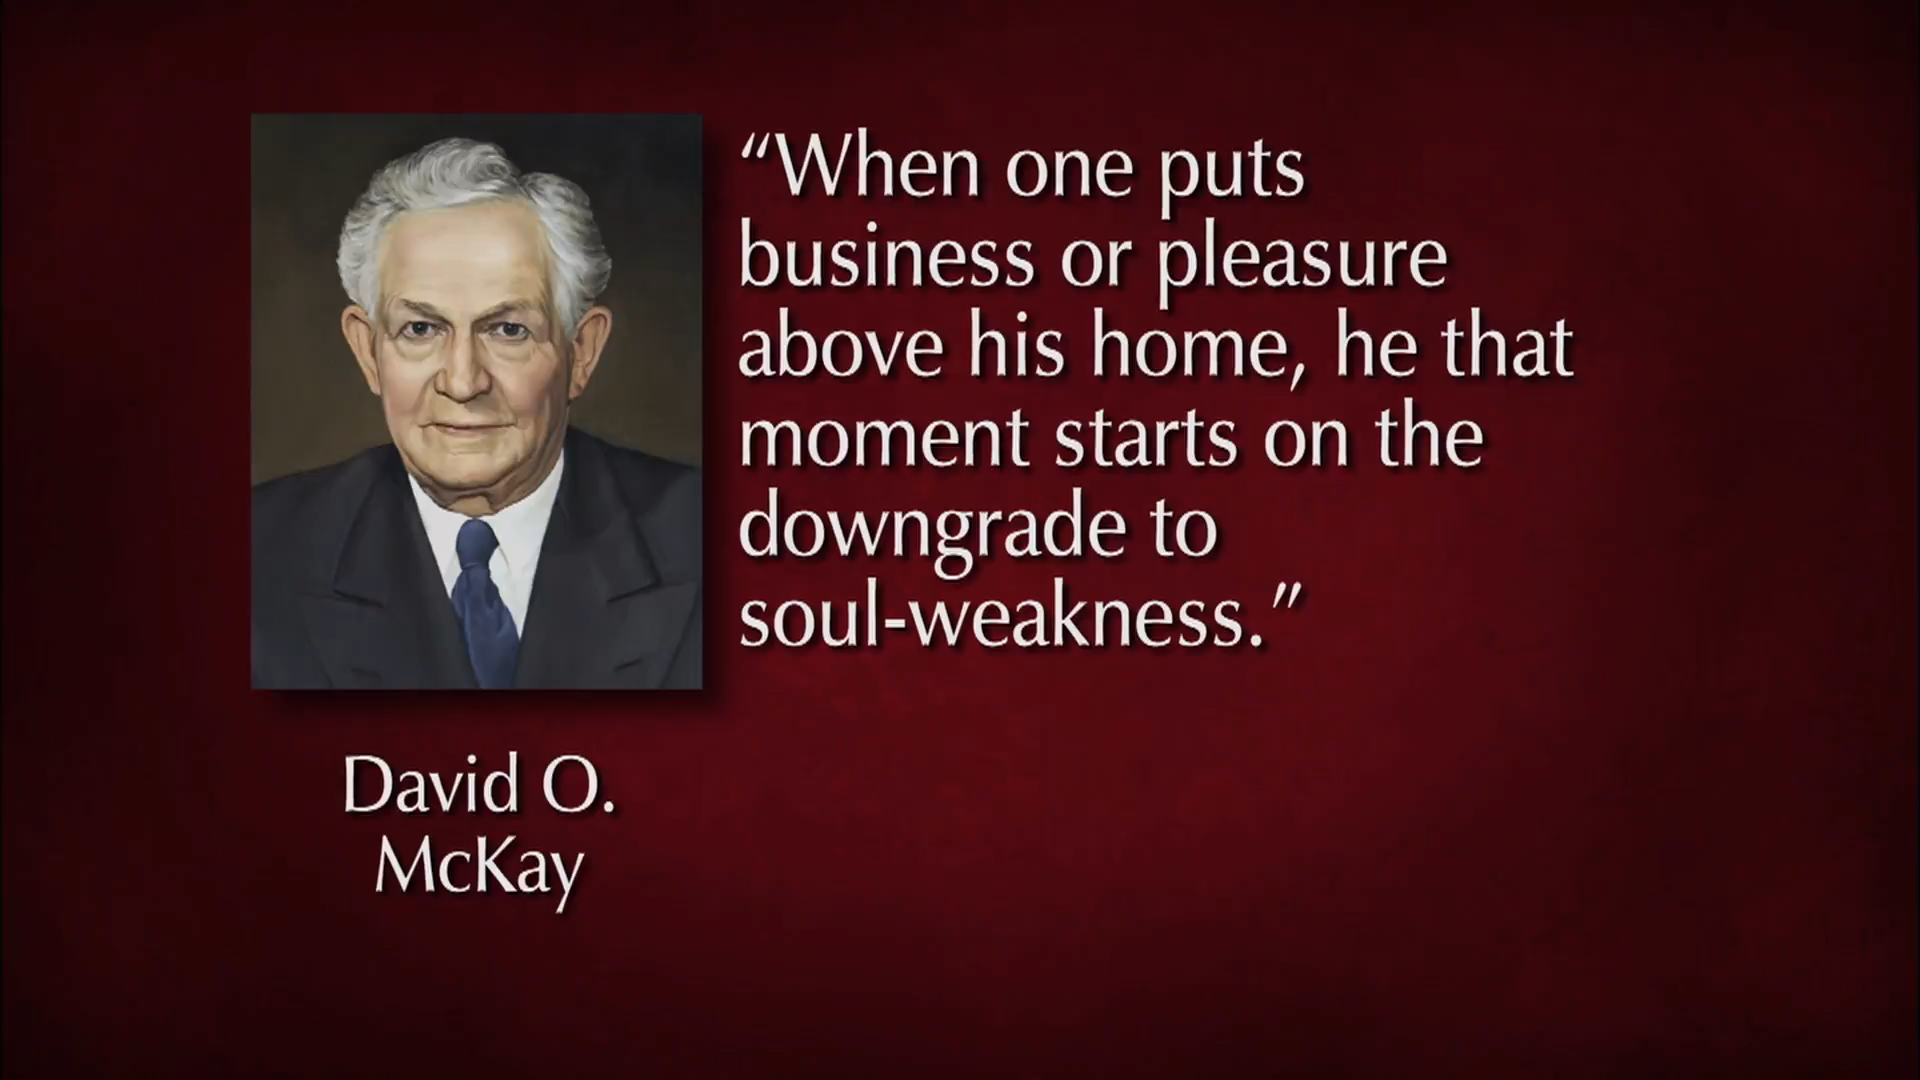 “When one puts
business or pleasure
above his home, he that
moment starts on the
downgrade to
soul-weakness.”
David O.
McKay